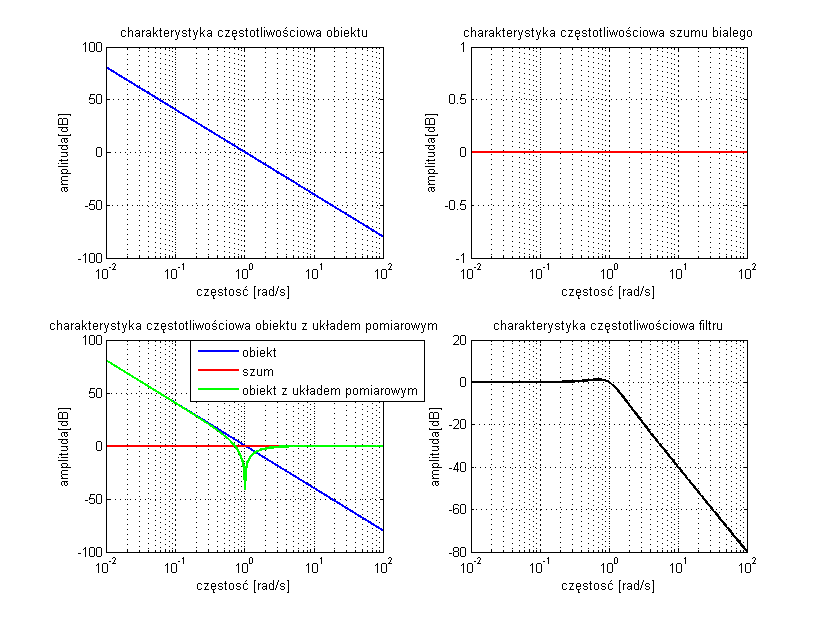 charakterystyka częstotliwościowa obiektu
100
50
0
-50
-100
amplituda[dB]
10^-2
10^-1
10^0
10^1
10^2
częstosć [rad/s]
charakterystyka częstotliwościowa szumu bialego
1
0.5
0
-0.5
-1
amplituda[dB]
10^-2
10^-1
10^0
10^1
10^2
częstosć [rad/s]
charakterystyka częstotliwościowa obiektu z układem pomiarowym
100
50
0
-50
-100
amplituda[dB]
obiekt
szum
obiekt z układem pomiarowym
10^-2
10^-1
10^0
10^1
10^2
częstosć [rad/s]
charakterystyka częstotliwościowa filtru
20
0
-20
-40
-60
-80
amplituda[dB]
10^-2
10^-1
10^0
10^1
10^2
częstosć [rad/s]